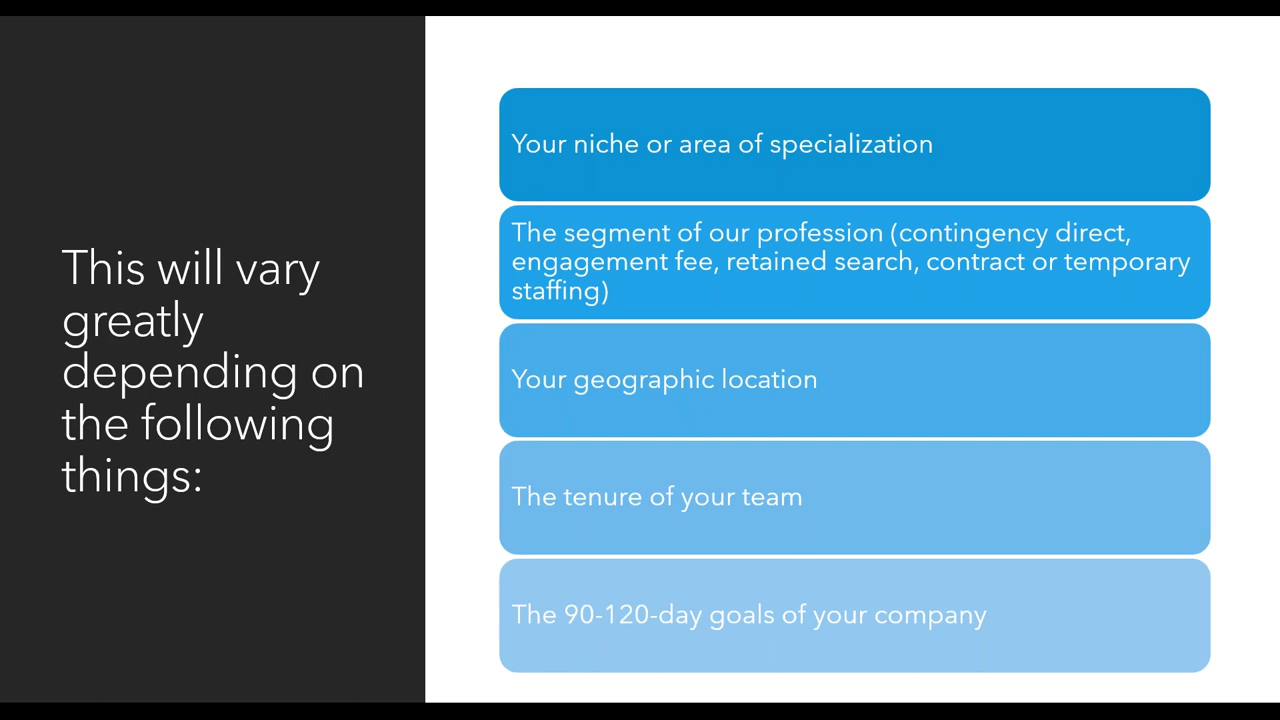 This will vary
greatly
depending on
the following
things:
Your niche or area of specialization
The segment of our profession (contingency direct,
engagement fee, retained search, contract or temporary
staffing)
Your geographic location
The tenure of your team
The 90-120-day goals of your company